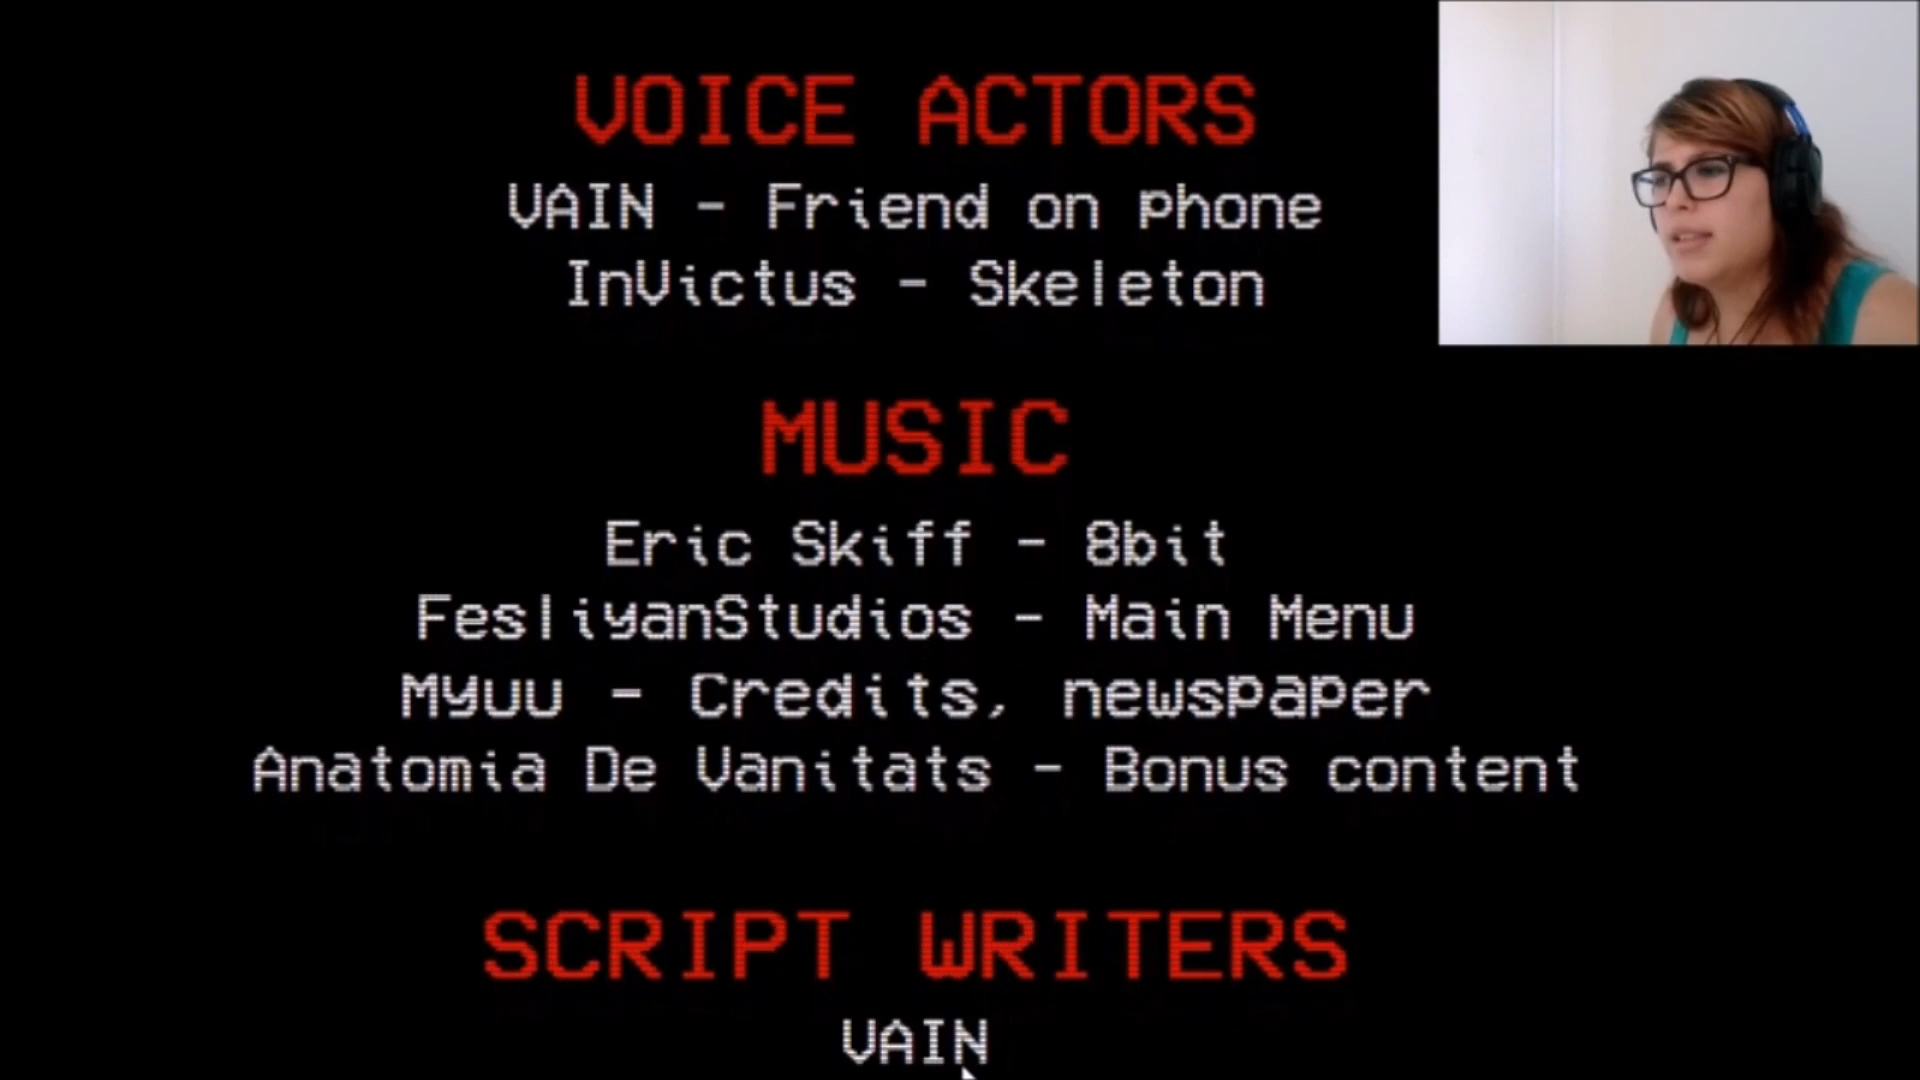 VOICE ACTORS
VAIN - Friend on phone
InVictus - Skeleton
MUSIC
Eric Skiff - 8bit
FesliyanStudios - Main Menu
Myuu - Credits, newspaper
Anatomia De Vanitats - Bonus content
SCRIPT WRITERS
VAIN